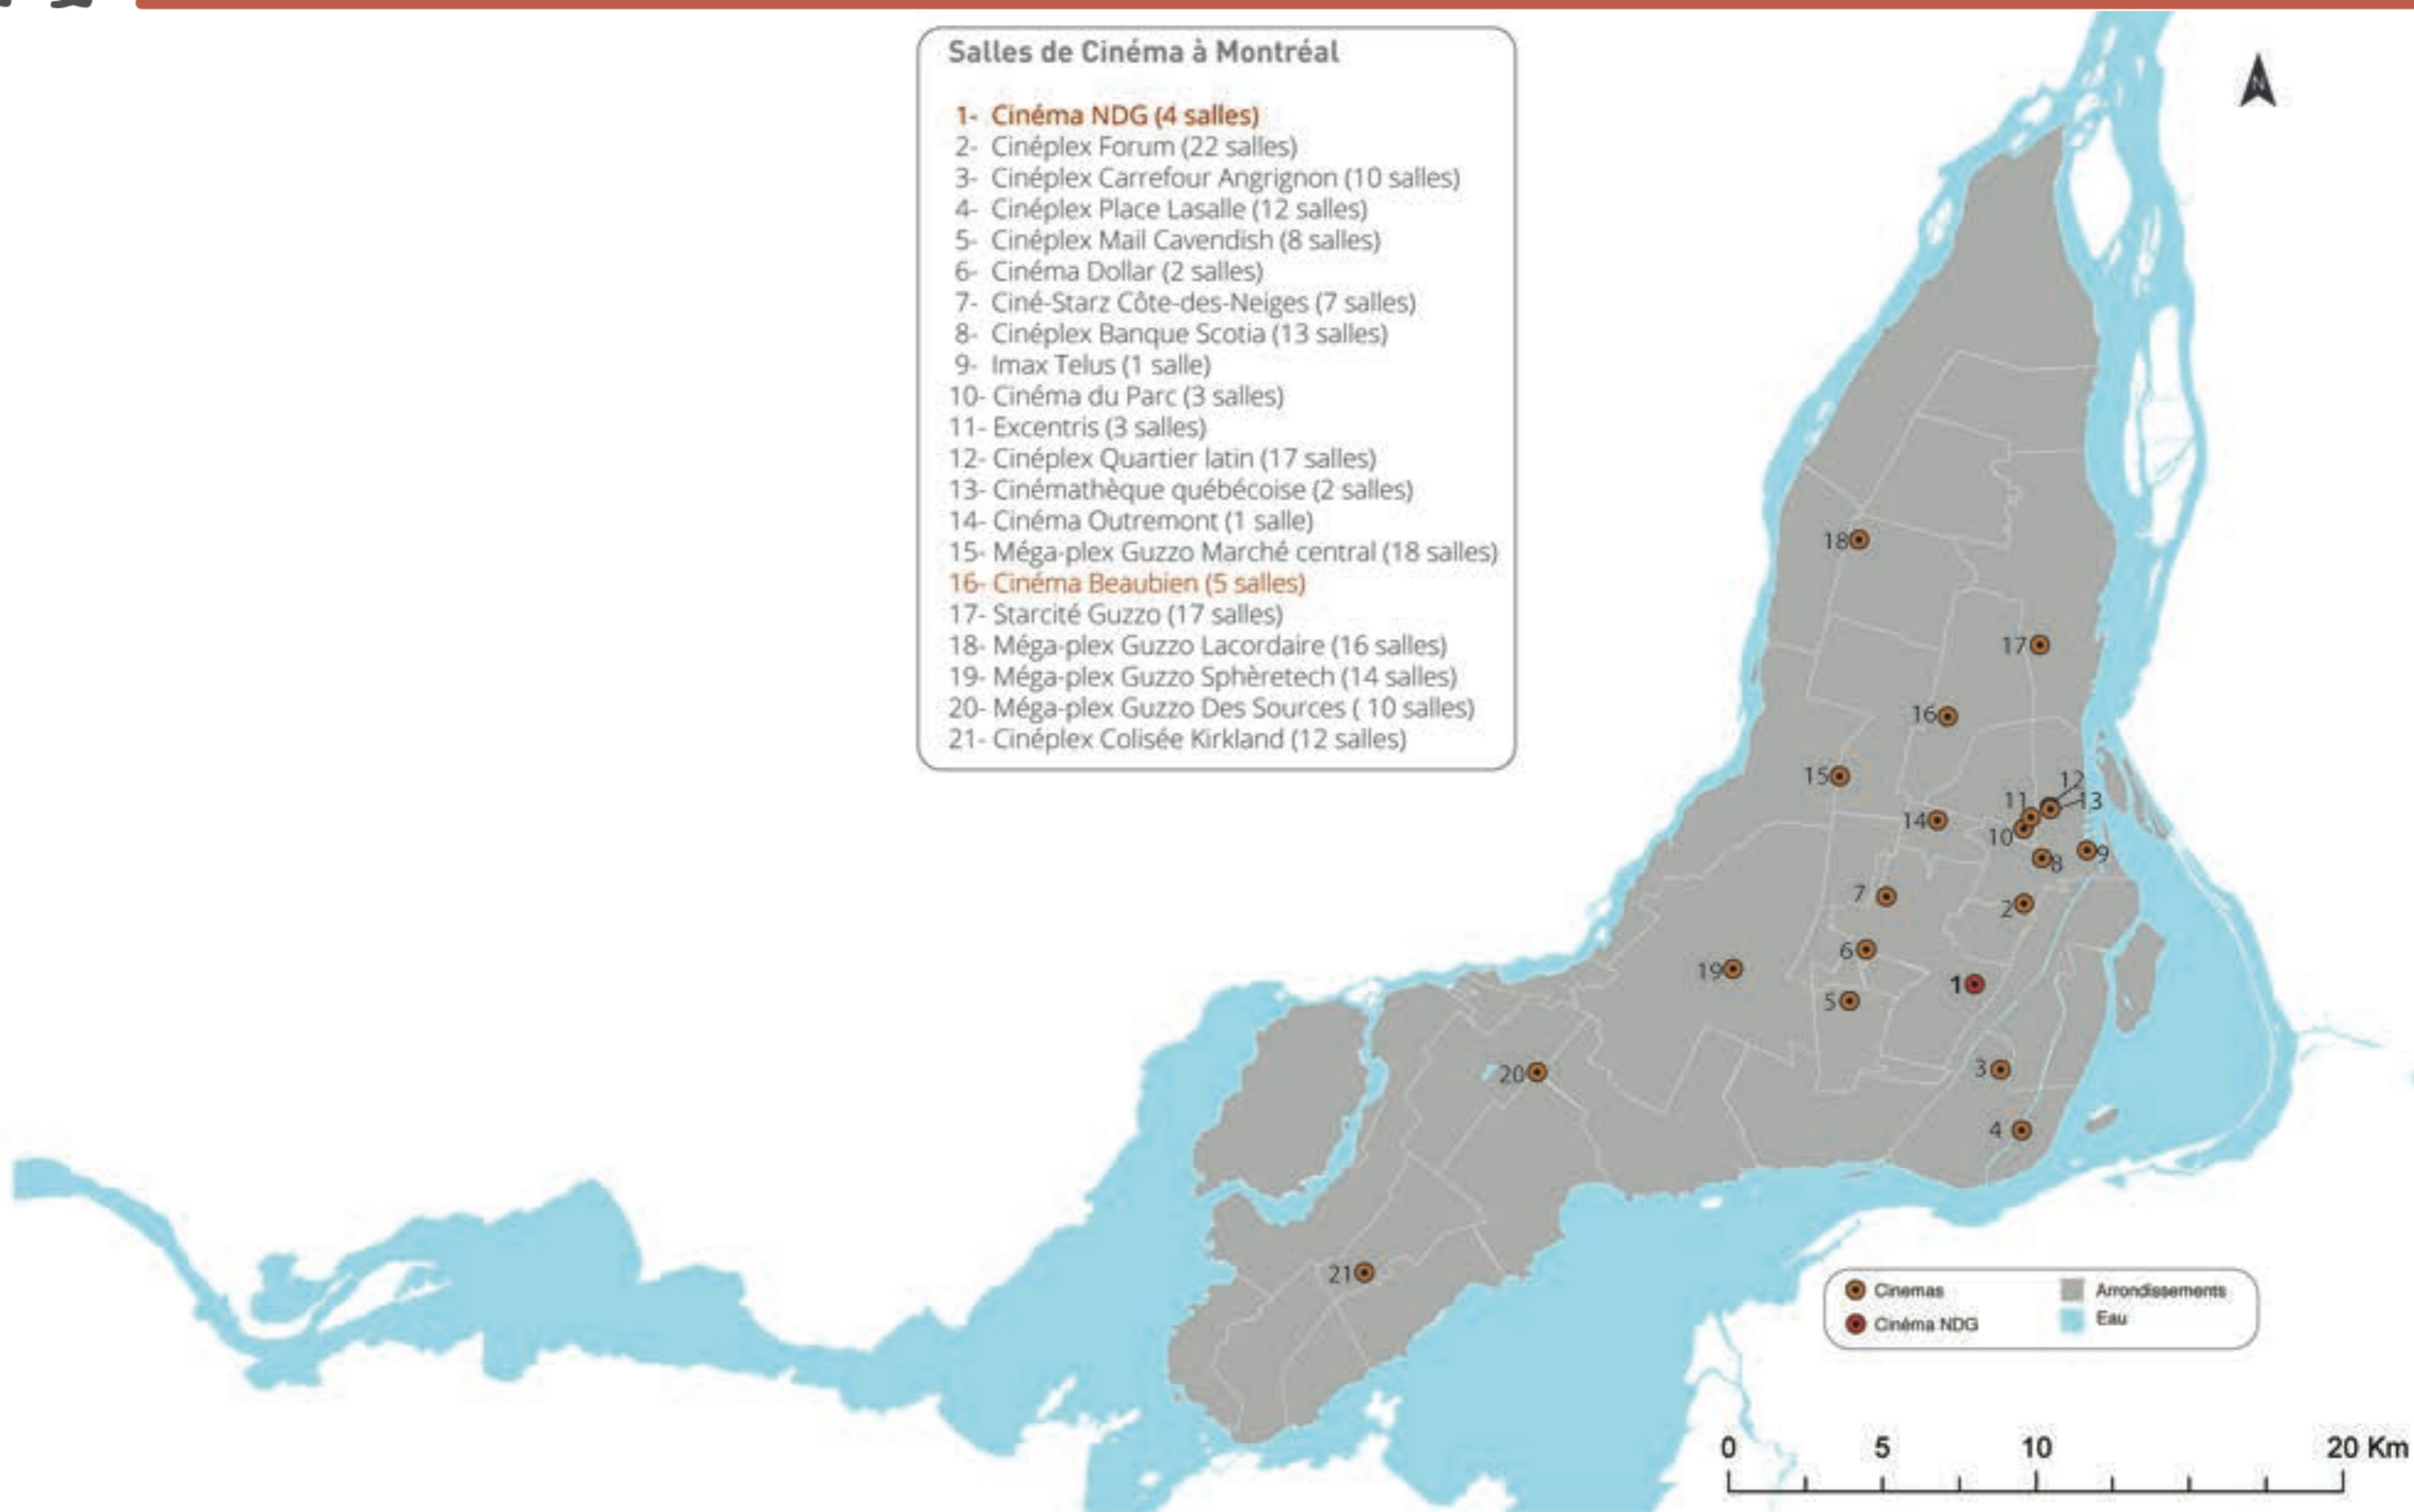 Salles de Cinéma à Montréal
1- Cinéma NDG (4 salles)
2- Cinéplex Forum (22 salles)
3- Cinéplex Carrefour Angrignon (10 salles)
4- Cinéplex Place Lasalle (12 salles)
5- Cinéplex Mail Cavendish (8 salles)
6- Cinéma Dollar (2 salles)
7- Ciné-Starz Côte-des-Neiges (7 salles)
8- Cinéplex Banque Scotia (13 salles)
9- Imax Telus (1 salle)
10- Cinéma du Parc (3 salles)
11- Excentris (3 salles)
12- Cinéplex Quartier latin (17 salles)
13- Cinémathèque québécoise (2 salles)
14- Cinéma Outremont (1 salle)
15- Méga-plex Guzzo Marché central (18 salles)
16- Cinéma Beaubien (5 salles)
17- Starcité Guzzo (17 salles)
18- Méga-plex Guzzo Lacordaire (16 salles)
19- Méga-plex Guzzo Sphèretech (14 salles)
20- Méga-plex Guzzo Des Sources ( 10 salles)
21- Cinéplex Colisée Kirkland (12 salles)
N
18
17
16
15
12
11
13
14
10
8
9
7
2
6
19
1
5
3
20
4
21
Cinemas
Arrondissements
Cinéma NDG
Eau
0 5 10 20 Km